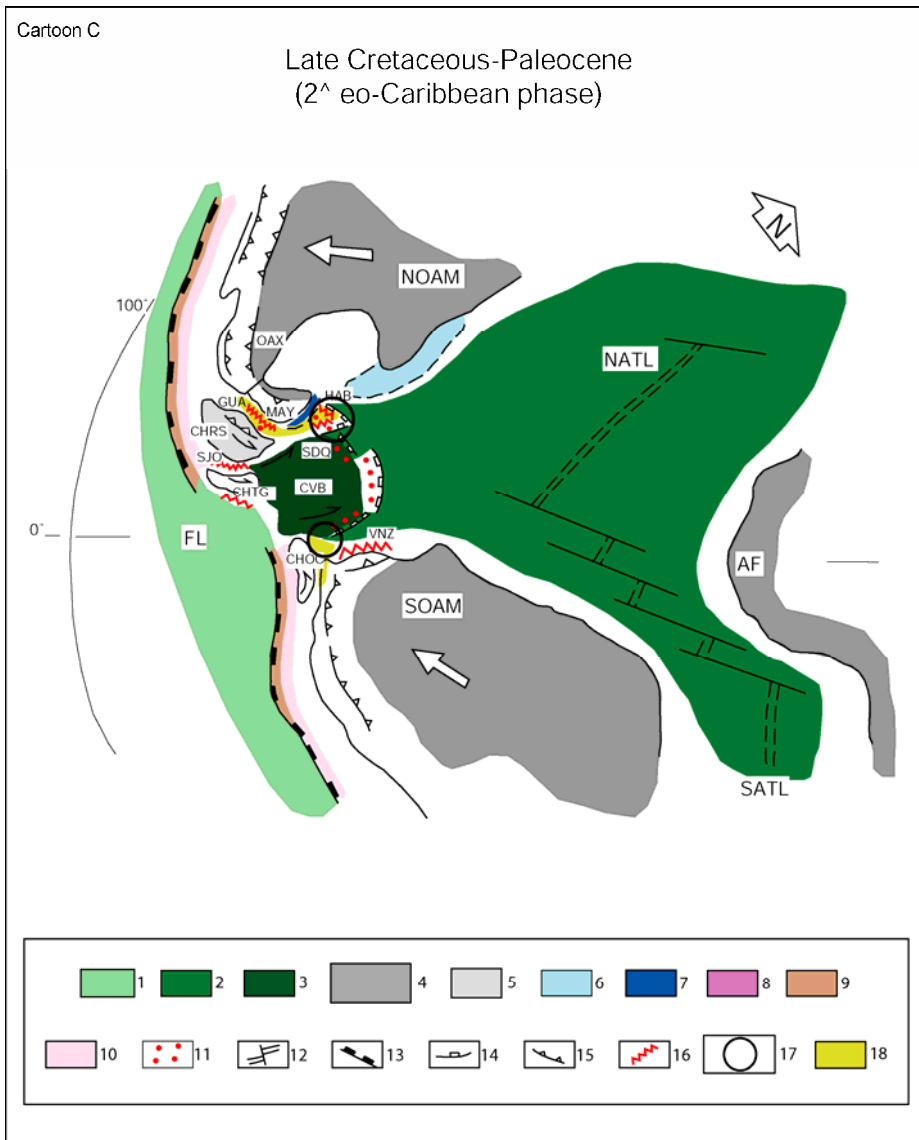 Cartoon C
Late Cretaceous-Paleocene
(2^ eo-Caribbean phase)
N
NOAM
100°
OAX
NATL
HAB
GUA
MAY
CHRS
SDQ
SJO
CHTG
CVB
0°
FL
VNZ
CHOC
AF
SOAM
SATL
1 2 3 4 5 6 7 8 9
10 11 12 13 14 15 16 17 18